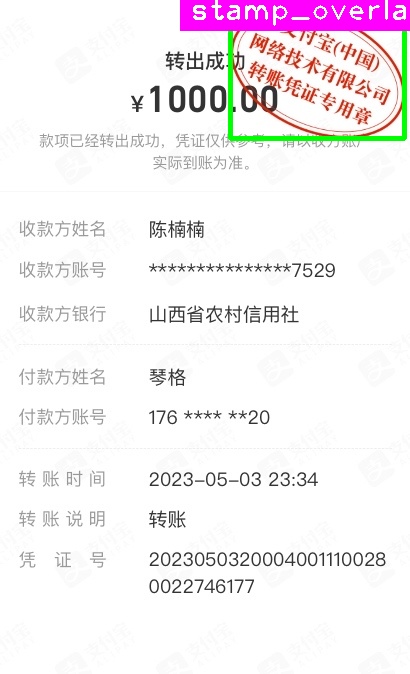 stamp_overla
支付宝(中国)
网络技术有限公司
转账凭证专用章
转出成功
¥1000.00
款项已经转出成功，凭证仅供参考，请以收方账户
实际到账为准。
收款方姓名 陈楠楠
收款方账号 ***************7529
收款方银行 山西省农村信用社
付款方姓名 琴格
付款方账号 176 **** **20
转账时间 2023-05-03 23:34
转账说明 转账
凭证号 2023050320004001110028
0022746177